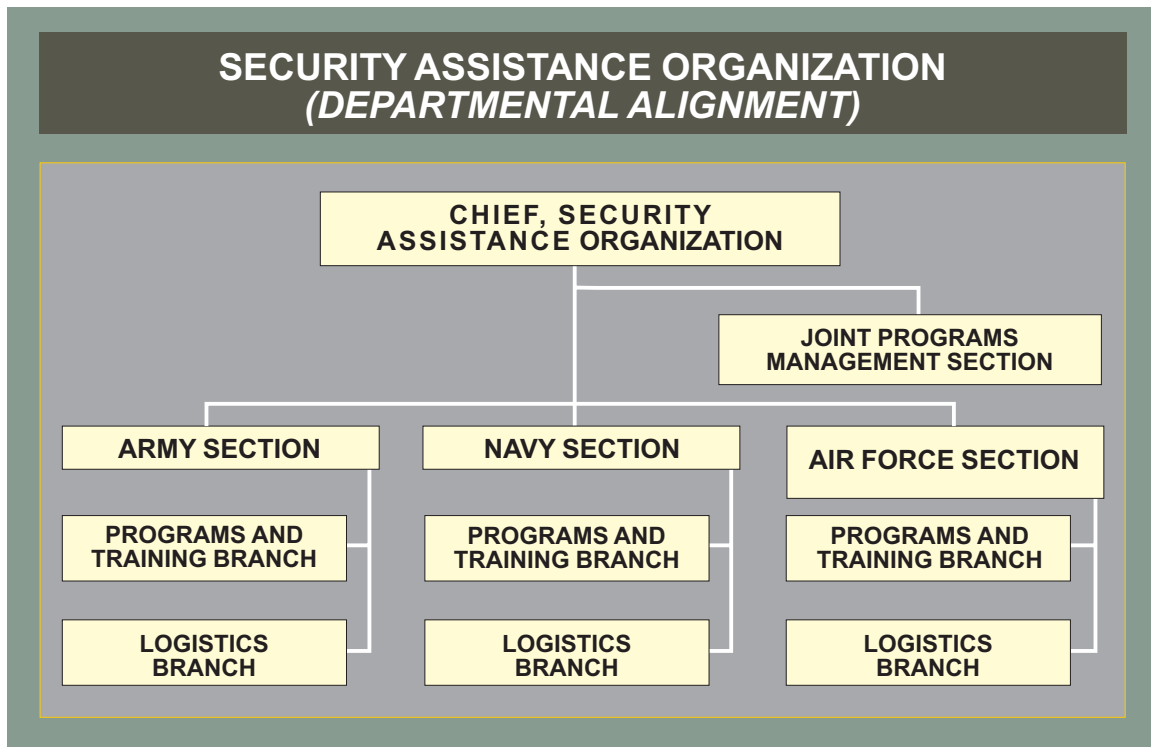 SECURITY ASSISTANCE ORGANIZATION
(DEPARTMENTAL ALIGNMENT)
CHIEF, SECURITY
ASSISTANCE ORGANIZATION
JOINT PROGRAMS
MANAGEMENT SECTION
ARMY SECTION
NAVY SECTION
AIR FORCE SECTION
PROGRAMS AND
TRAINING BRANCH
PROGRAMS AND
TRAINING BRANCH
PROGRAMS AND
TRAINING BRANCH
LOGISTICS
BRANCH
LOGISTICS
BRANCH
LOGISTICS
BRANCH